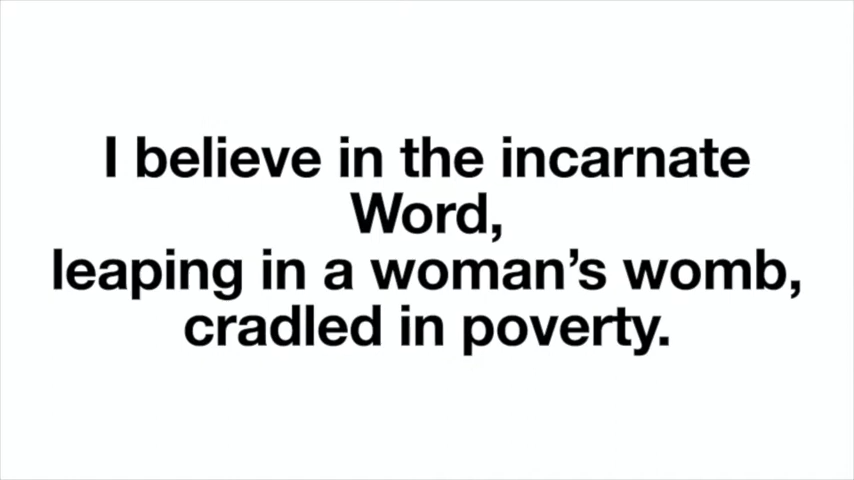 I believe in the incarnate
Word,
leaping in a woman’s womb,
cradled in poverty.